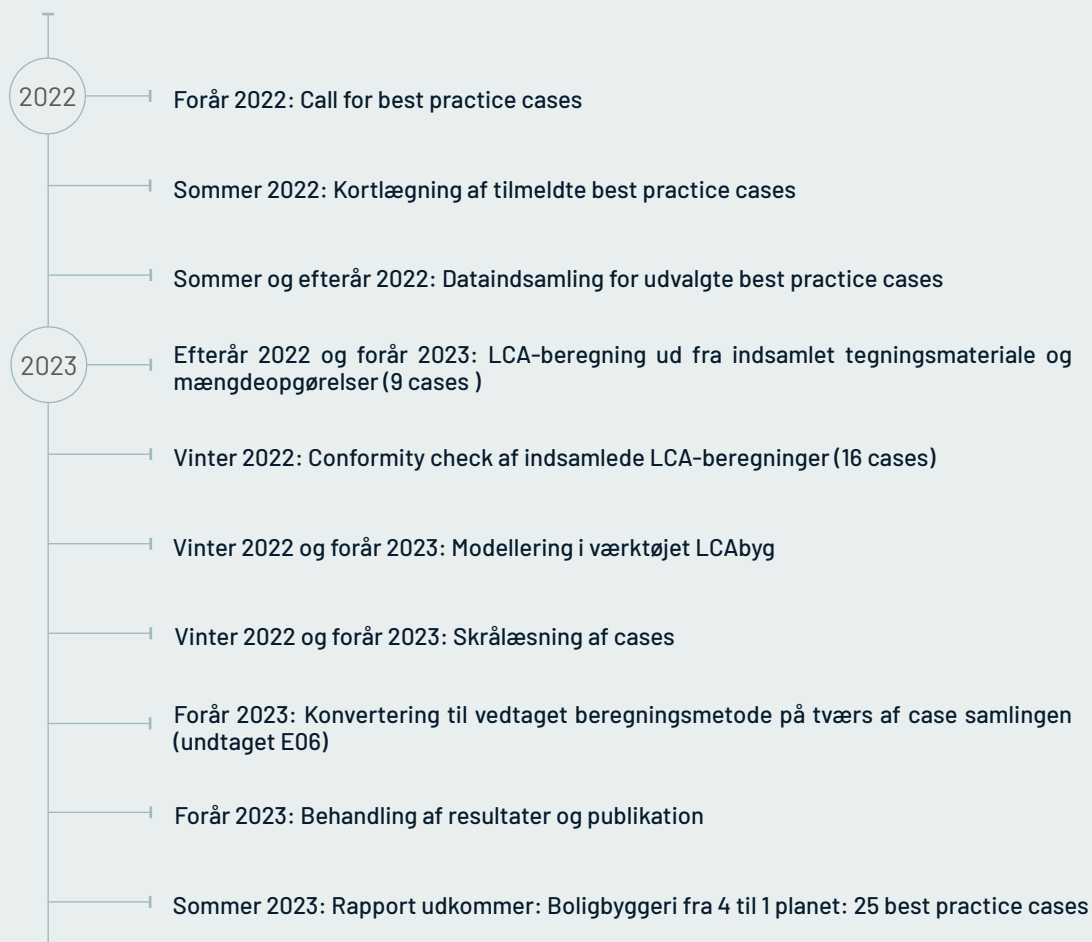 2022
Forår 2022: Call for best practice cases
Sommer 2022: Kortlægning af tilmeldte best practice cases
Sommer og efterår 2022: Dataindsamling for udvalgte best practice cases
2023
Efterår 2022 og forår 2023: LCA-beregning ud fra indsamlet tegningsmateriale og
mængdeopgørelser (9 cases )
Vinter 2022: Conformity check af indsamlede LCA-beregninger (16 cases)
Vinter 2022 og forår 2023: Modellering i værktøjet LCAbyg
Vinter 2022 og forår 2023: Skrålæsning af cases
Forår 2023: Konvertering til vedtaget beregningsmetode på tværs af case samlingen
(undtaget E06)
Forår 2023: Behandling af resultater og publikation
Sommer 2023: Rapport udkommer: Boligbyggeri fra 4 til 1 planet: 25 best practice cases